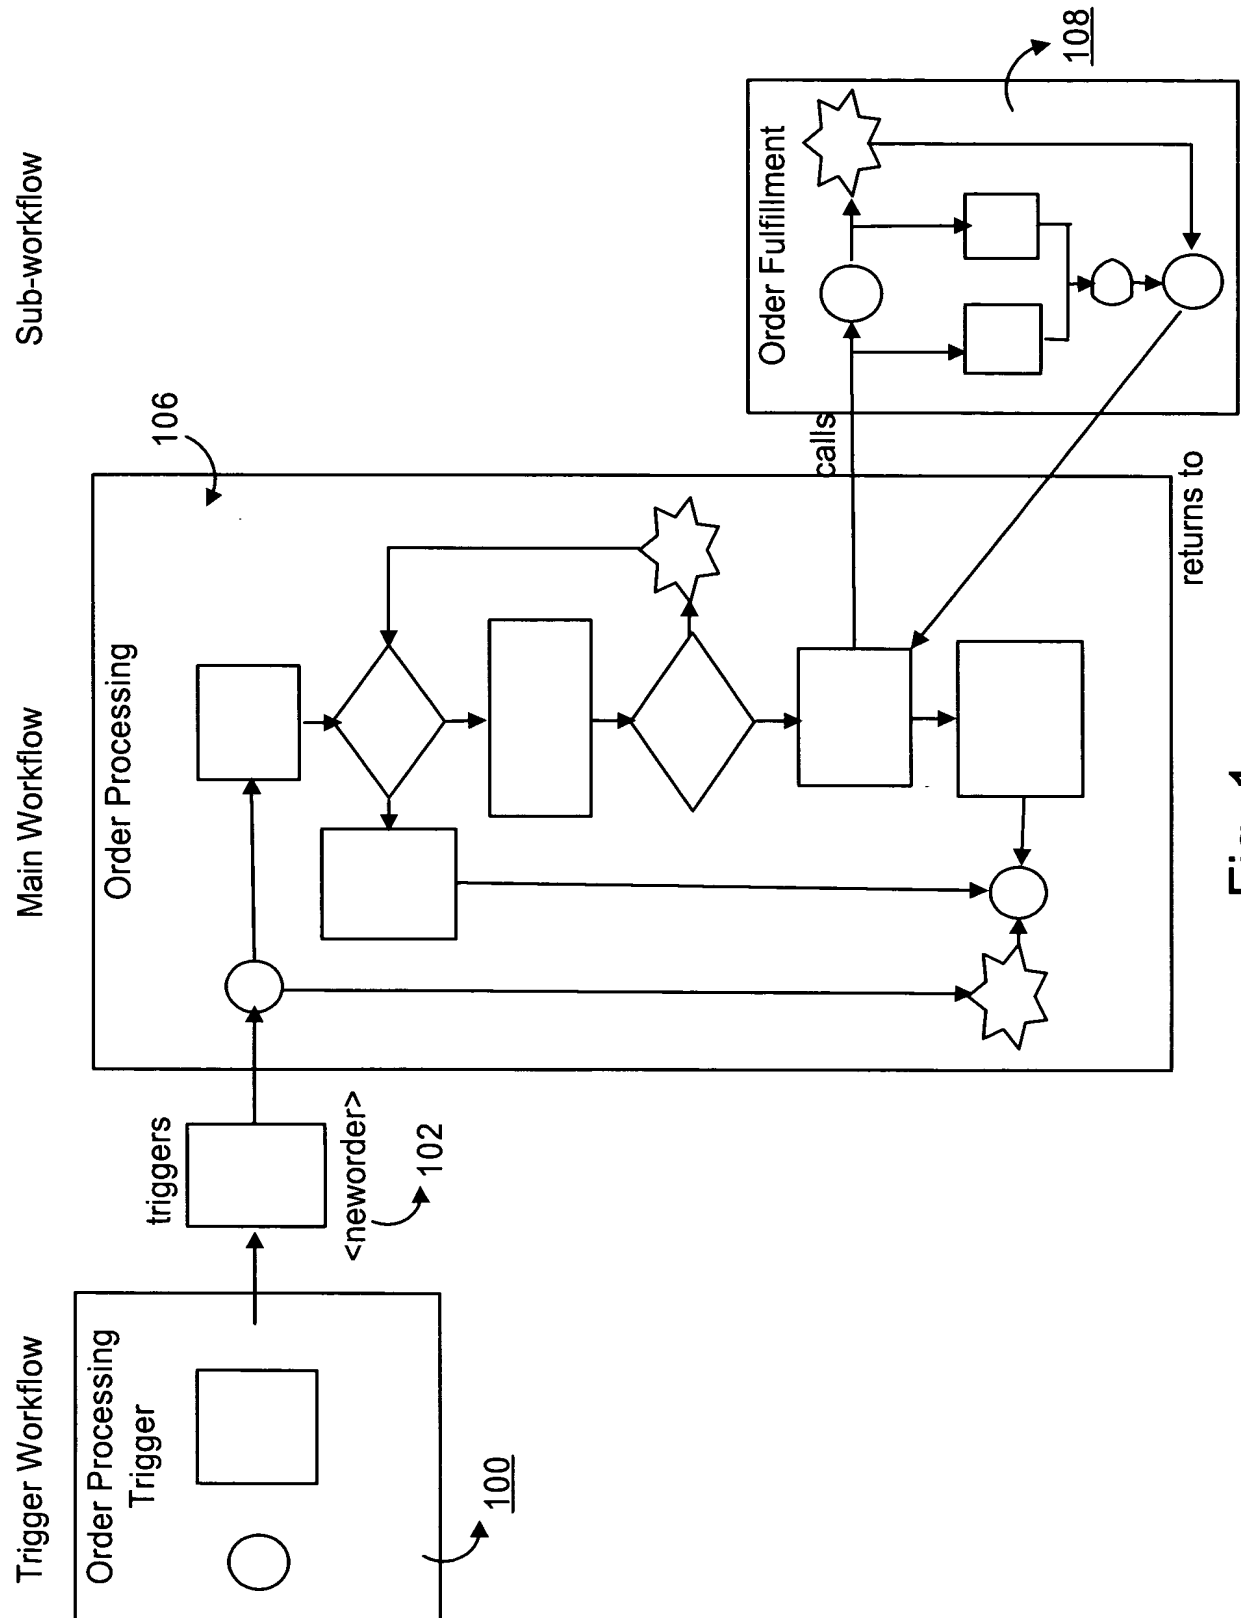 Trigger Workflow
Main Workflow
Sub-workflow
Order Processing
Trigger
100
triggers
<neworder>
102
Order Processing
106
calls
returns to
Order Fulfillment
108